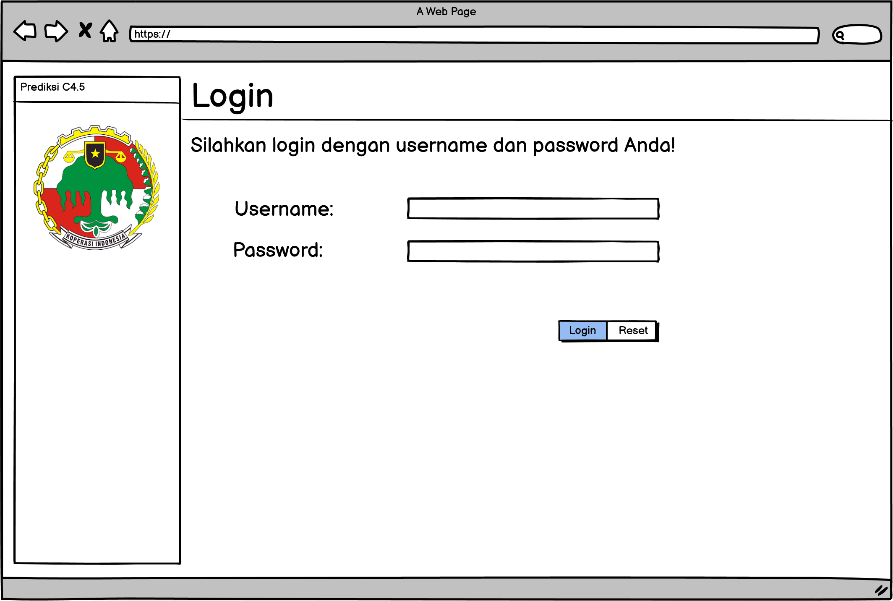 A Web Page
https://
Prediksi C4.5
KOPERASI INDONESIA
Login
Silahkan login dengan username dan password Anda!
Username:
Password:
Login Reset